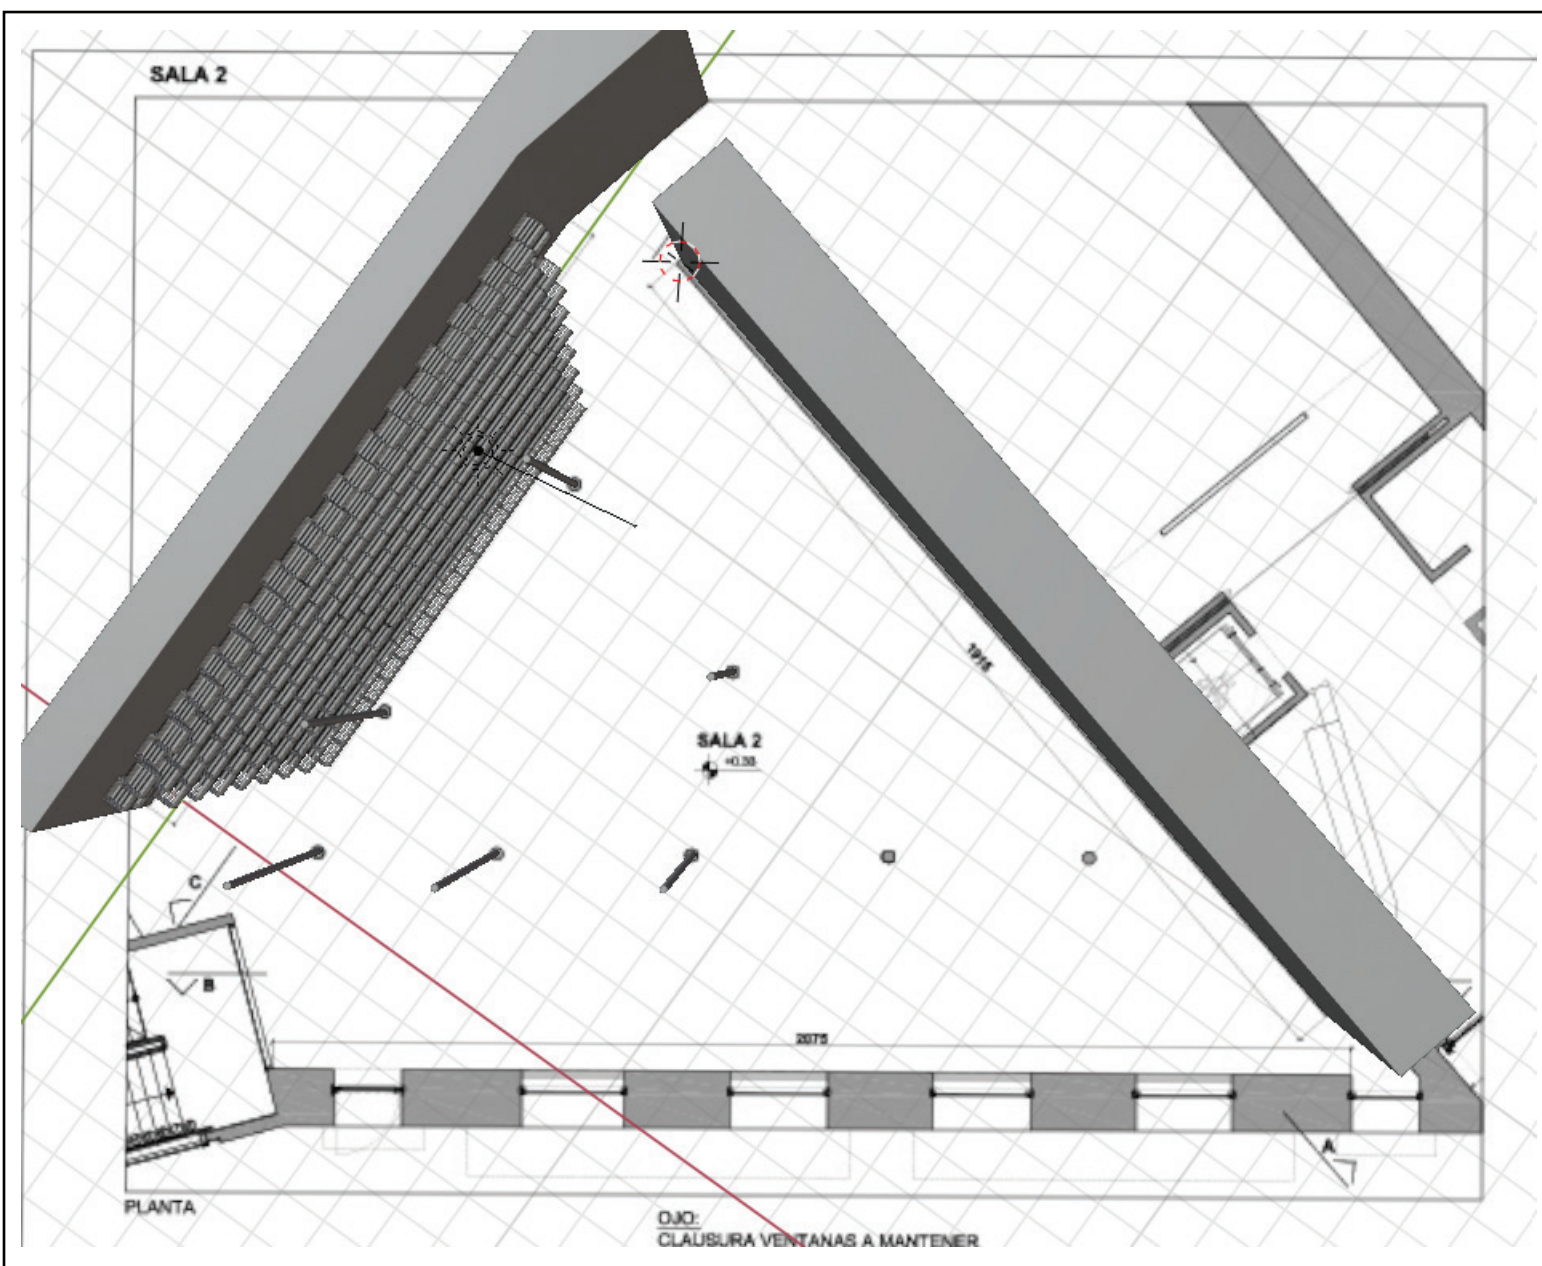 SALA 2
1915
SALA 2
+0.38
C
B
2075
A
PLANTA
OJO:
CLAUSURA VENTANAS A MANTENER